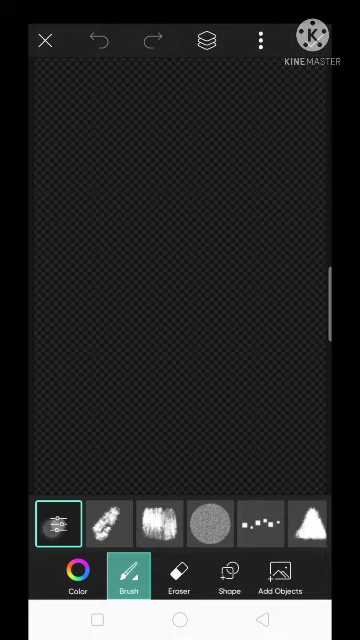 KINEMASTER
Color
Brush
Eraser
Shape
Add Objects